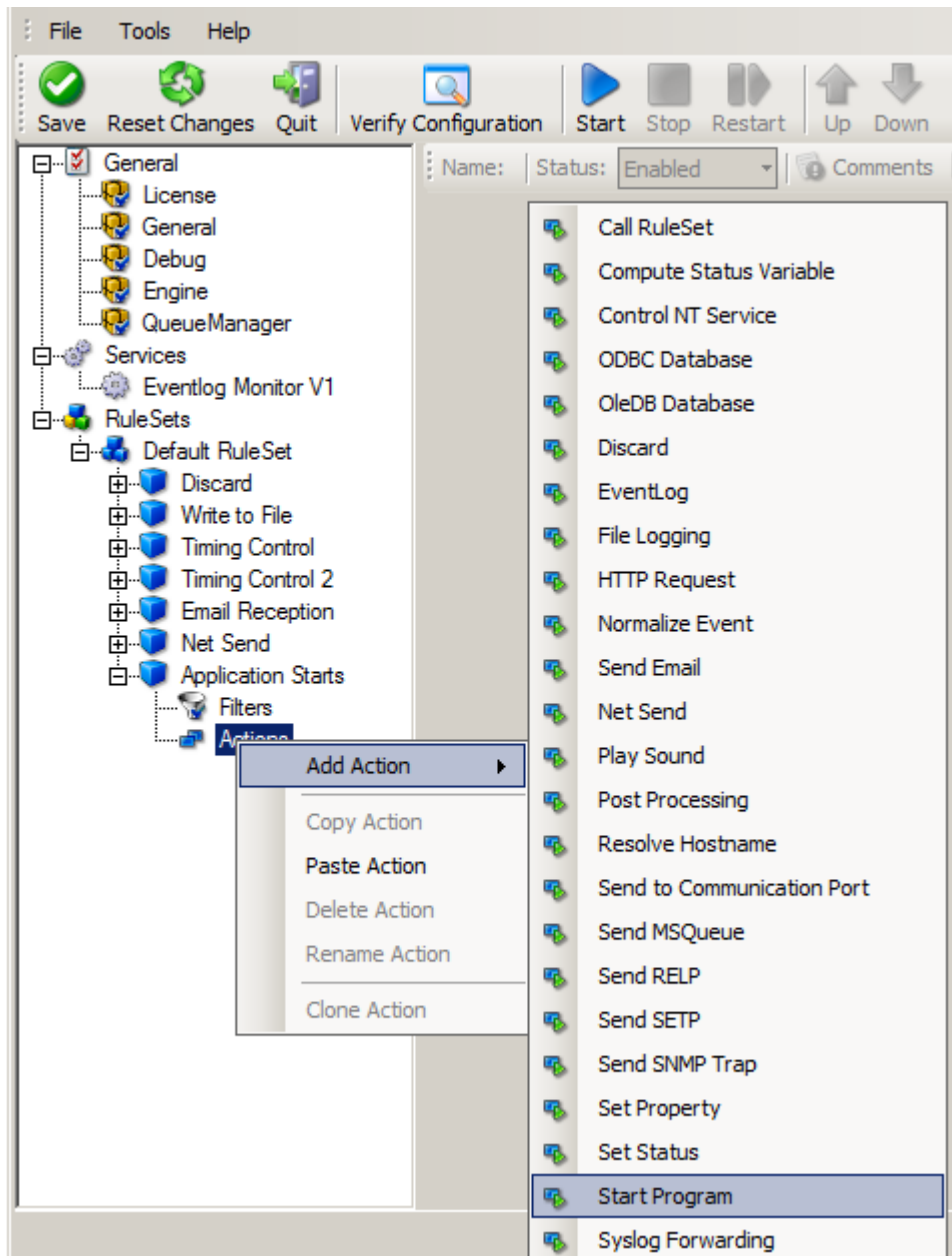 File Tools Help
Save Reset Changes Quit Verify Configuration Start Stop Restart Up Down
Name: Status: Enabled Comments
General
License
General
Debug
Engine
QueueManager
Services
Eventlog Monitor V1
RuleSets
Default RuleSet
Discard
Write to File
Timing Control
Timing Control 2
Email Reception
Net Send
Application Starts
Filters
Actions
Add Action
Copy Action
Paste Action
Delete Action
Rename Action
Clone Action
Call RuleSet
Compute Status Variable
Control NT Service
ODBC Database
OleDB Database
Discard
EventLog
File Logging
HTTP Request
Normalize Event
Send Email
Net Send
Play Sound
Post Processing
Resolve Hostname
Send to Communication Port
Send MSQueue
Send RELP
Send SETP
Send SNMP Trap
Set Property
Set Status
Start Program
Syslog Forwarding